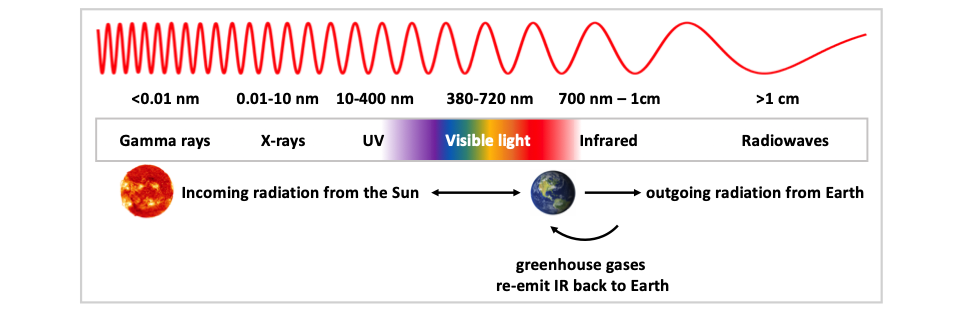 <0.01 nm 0.01-10 nm 10-400 nm 380-720 nm 700 nm – 1cm >1 cm
Gamma rays X-rays UV Visible light Infrared Radiowaves
Incoming radiation from the Sun outgoing radiation from Earth
greenhouse gases
re-emit IR back to Earth